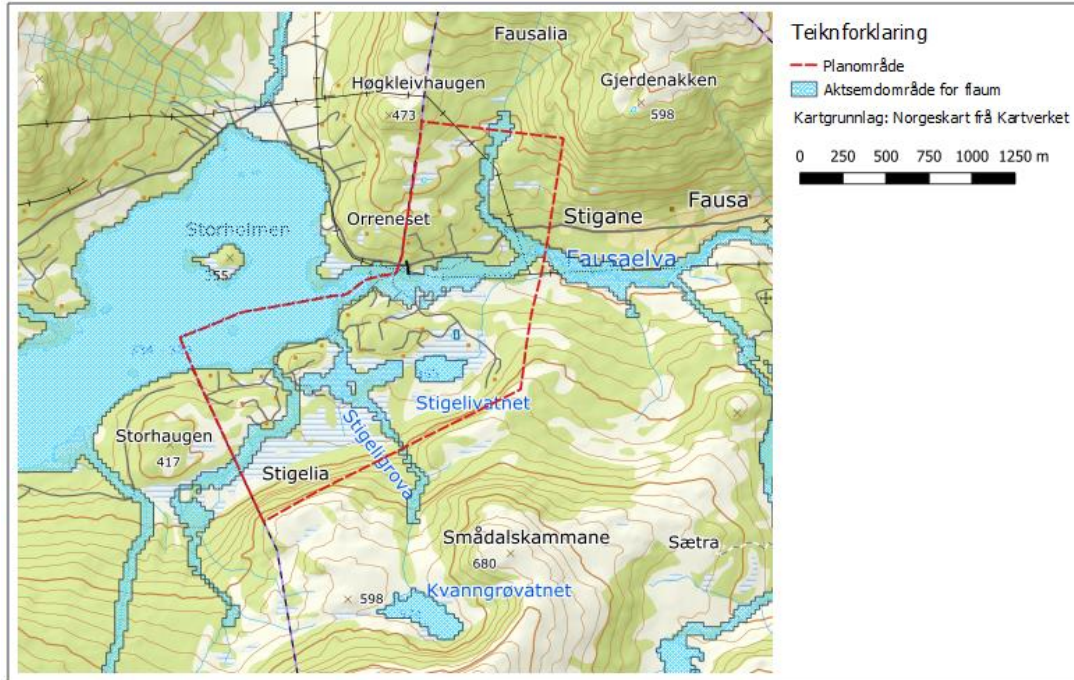 Teiknforklaring
Planområde
Aktsemdområde for flaum
Kartgrunnlag: Norgeskart frå Kartverket
0 250 500 750 1000 1250 m
Fausalia
Høgkleivhaugen
473
Gjerdenakken
598
Orreneset
Stigane
Fausa
Storholmen
355
Fausaelva
Stigelivatnet
Stigeligrova
Storhaugen
417
Stigelia
Smådalskammane
680
Sætra
598
Kvanngrøvatnet